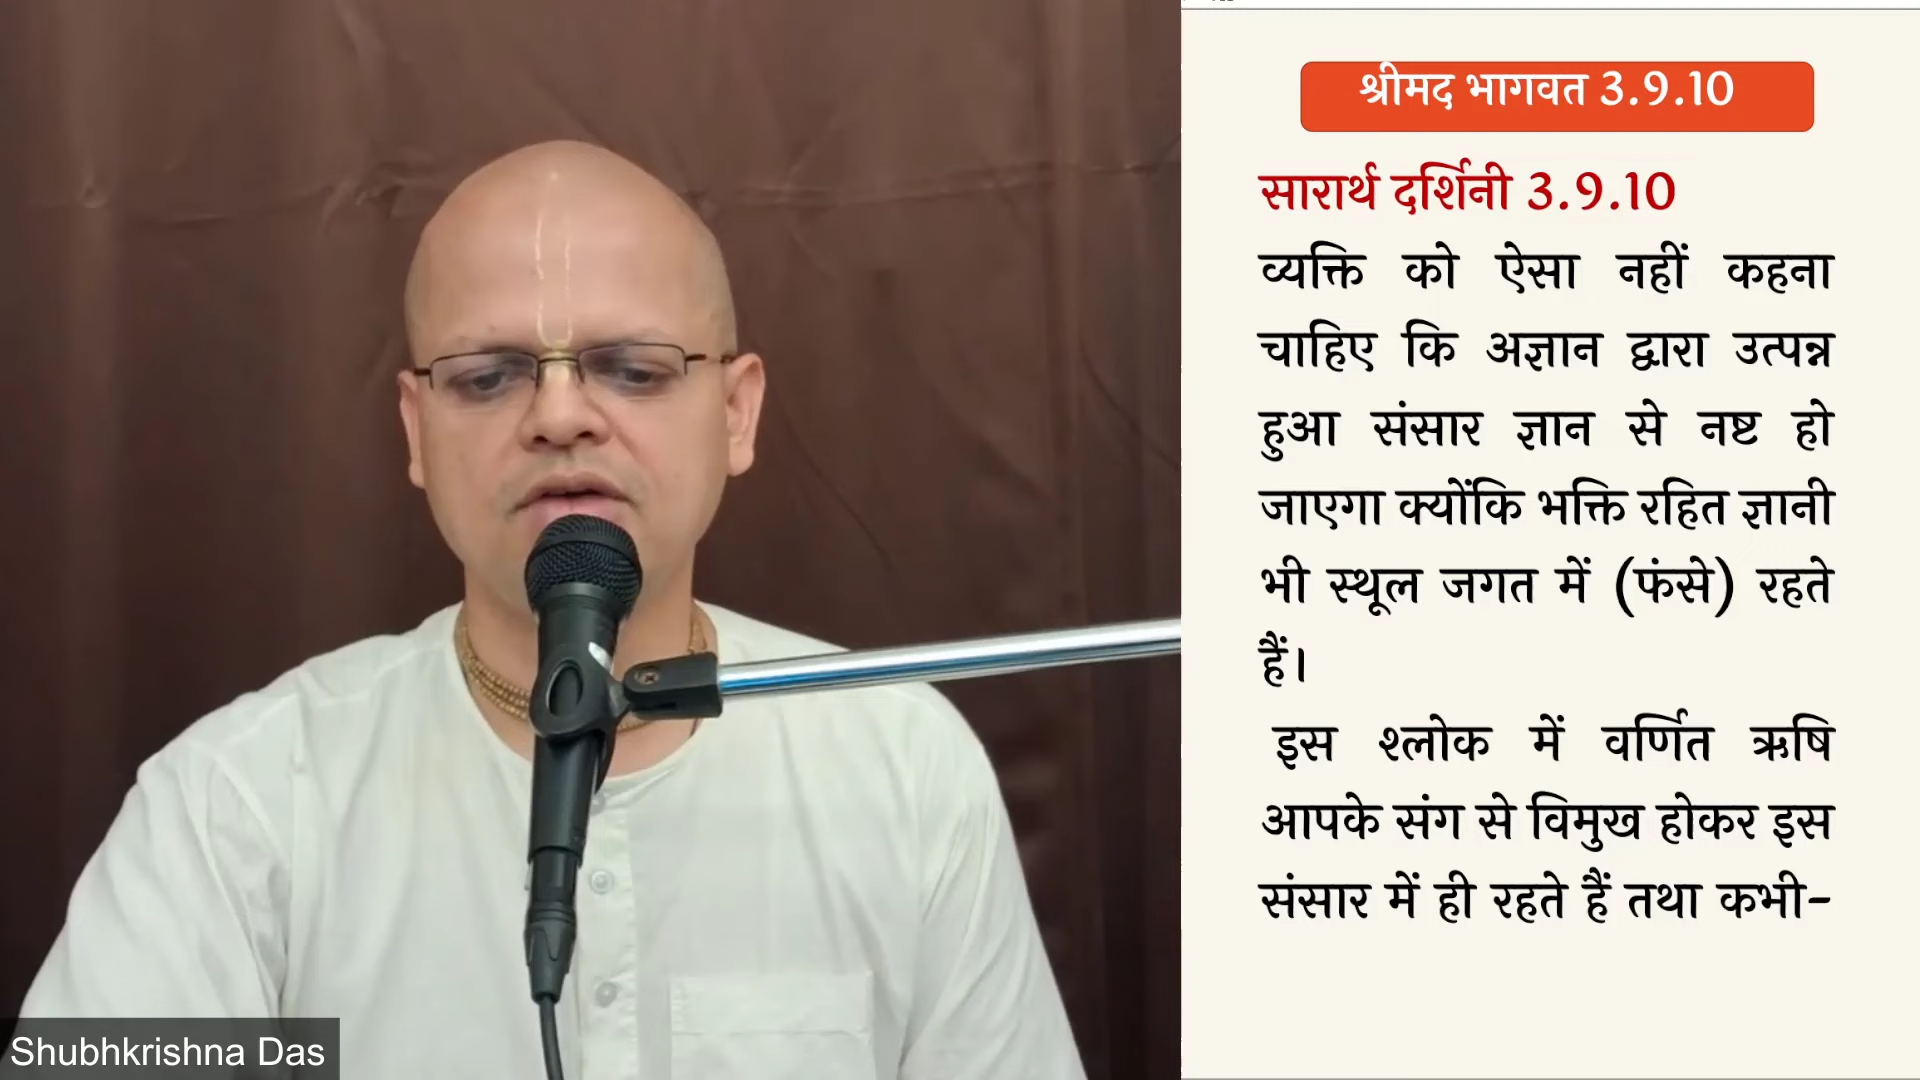 श्रीमद भागवत 3.9.10
सारार्थ दर्शिनी 3.9.10
व्यक्ति को ऐसा नहीं कहना
चाहिए कि अज्ञान द्वारा उत्पन्न
हुआ संसार ज्ञान से नष्ट हो
जाएगा क्योंकि भक्ति रहित ज्ञानी
भी स्थूल जगत में (फंसे) रहते
हैं।
इस श्लोक में वर्णित ऋषि
आपके संग से विमुख होकर इस
संसार में ही रहते हैं तथा कभी-
Shubhkrishna Das